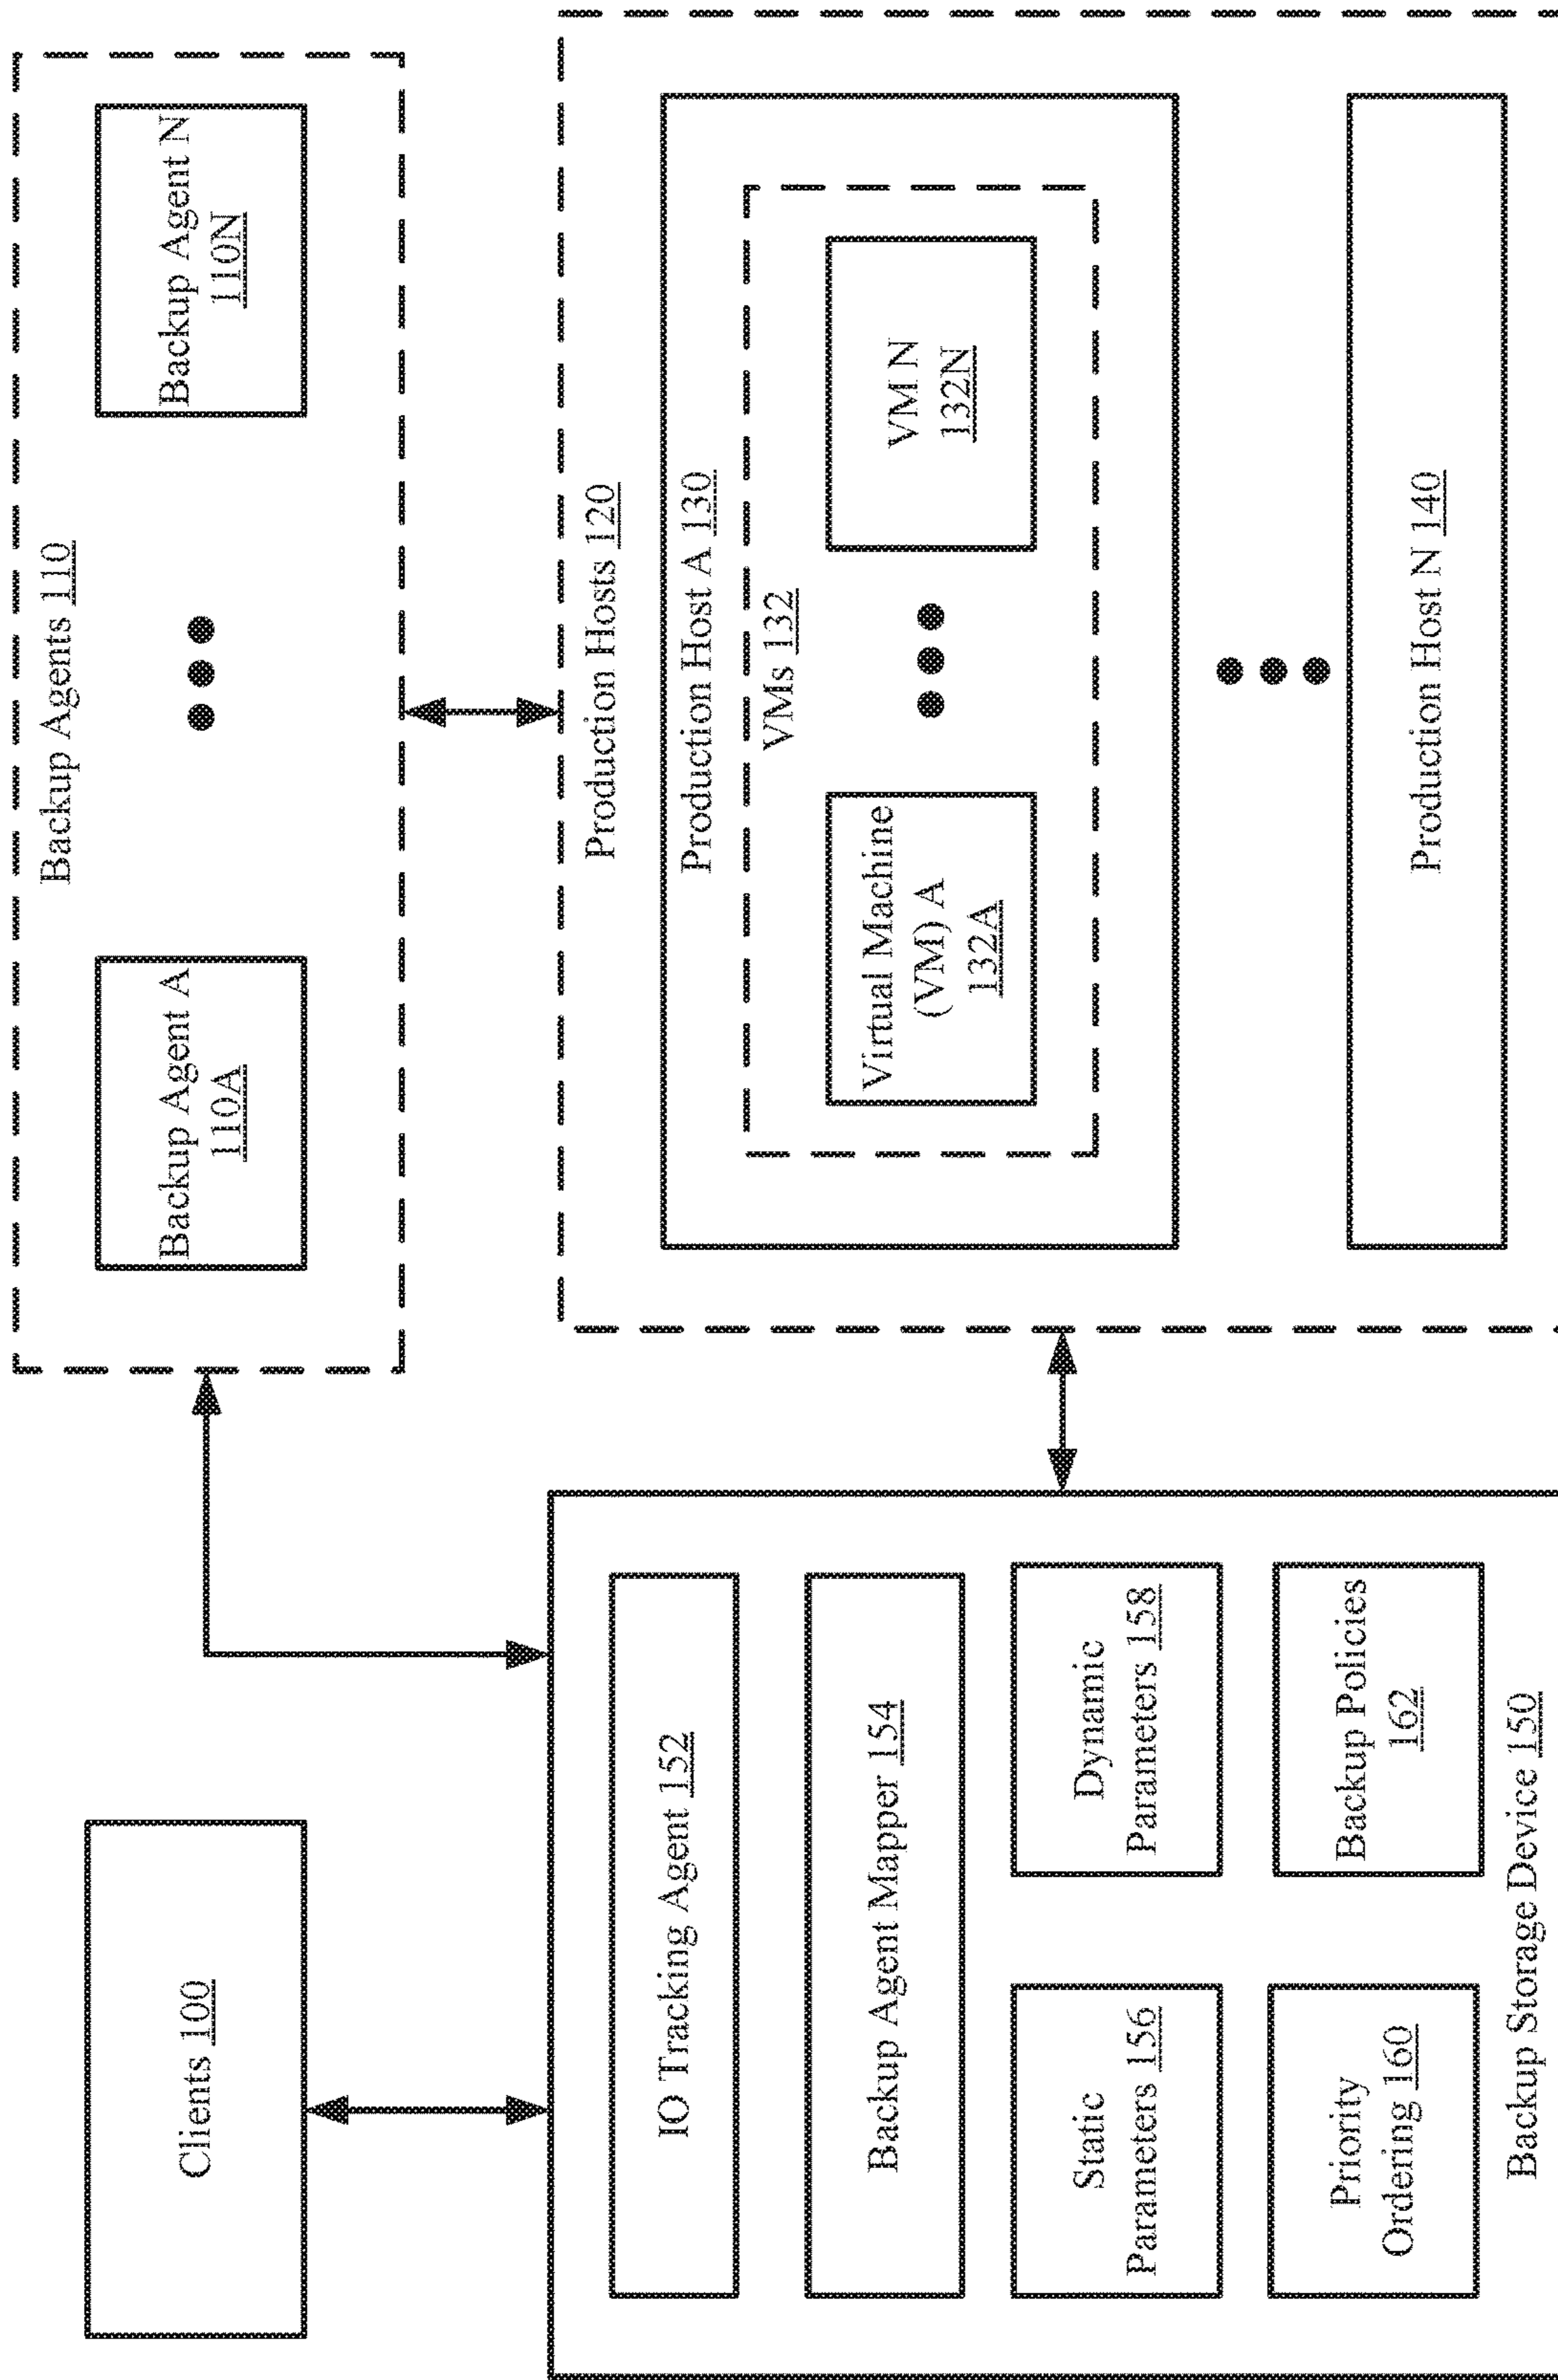 Clients 100
IO Tracking Agent 152
Backup Agent Mapper 154
Static
Parameters 156
Dynamic
Parameters 158
Priority
Ordering 160
Backup Policies
162
Backup Storage Device 150
Backup Agents 110
Backup Agent A
110A
Backup Agent N
110N
Production Hosts 120
Production Host A 130
VMs 132
Virtual Machine
(VM) A
132A
VM N
132N
Production Host N 140